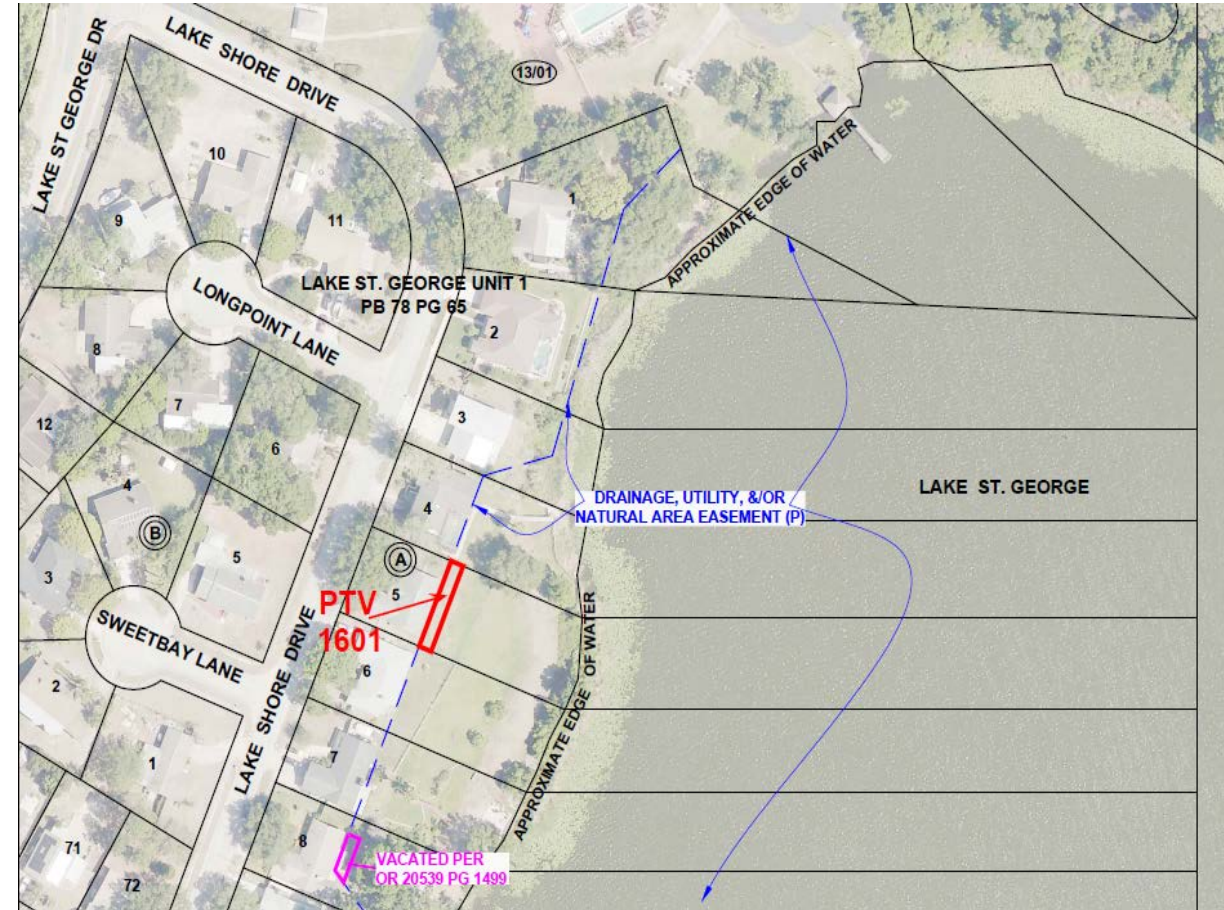 LAKE SHORE DRIVE
LAKE ST GEORGE DR
13/01
10
9
11
1
LAKE ST. GEORGE UNIT 1
PB 78 PG 65
LONGPOINT LANE
APPROXIMATE EDGE OF WATER
2
8
7
3
12
6
4
4
DRAINAGE, UTILITY, &/OR
NATURAL AREA EASEMENT (P)
LAKE ST. GEORGE
B
A
5
3
5
PTV
1601
SWEETBAY LANE
LAKE SHORE DRIVE
6
2
1
7
APPROXIMATE EDGE OF WATER
8
71
72
VACATED PER
OR 20539 PG 1499